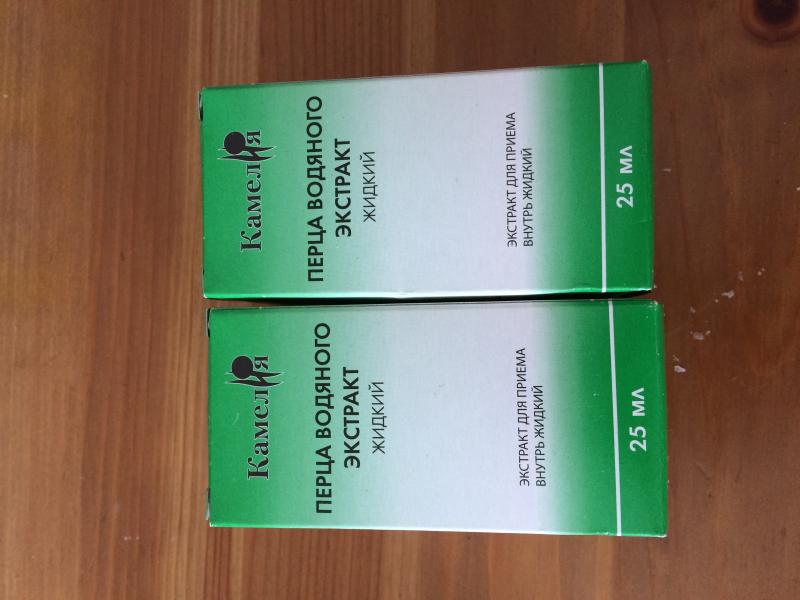 Камелия
ПЕРЦА ВОДЯНОГО
ЭКСТРАКТ
ЖИДКИЙ
ЭКСТРАКТ ДЛЯ ПРИЕМА
ВНУТРЬ ЖИДКИЙ
25 МЛ
Камелия
ПЕРЦА ВОДЯНОГО
ЭКСТРАКТ
ЖИДКИЙ
ЭКСТРАКТ ДЛЯ ПРИЕМА
ВНУТРЬ ЖИДКИЙ
25 МЛ